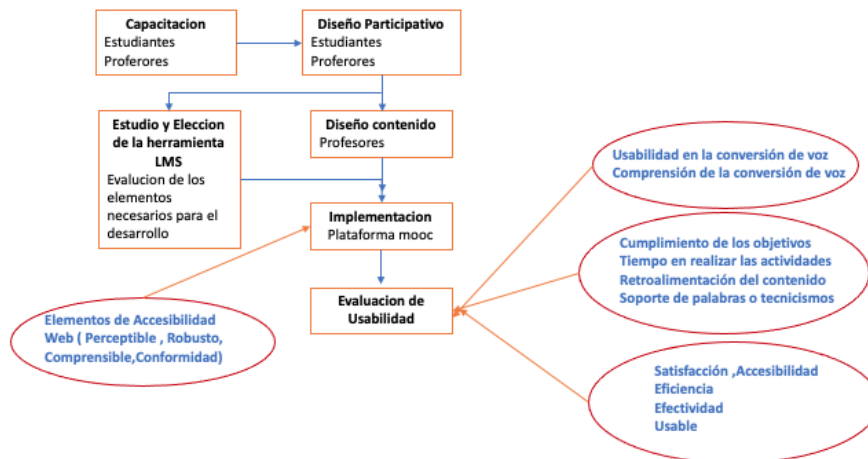 Capacitacion
Estudiantes
Proferores
Diseño Participativo
Estudiantes
Proferores
Estudio y Eleccion
de la herramienta
LMS
Evalucion de los
elementos
necesarios para el
desarrollo
Diseño contenido
Profesores
Implementacion
Plataforma mooc
Evaluacion de
Usabilidad
Elementos de Accesibilidad
Web ( Perceptible , Robusto,
Comprensible,Conformidad)
Usabilidad en la conversión de voz
Comprensión de la conversión de voz
Cumplimiento de los objetivos
Tiempo en realizar las actividades
Retroalimentación del contenido
Soporte de palabras o tecnicismos
Satisfacción ,Accesibilidad
Eficiencia
Efectividad
Usable